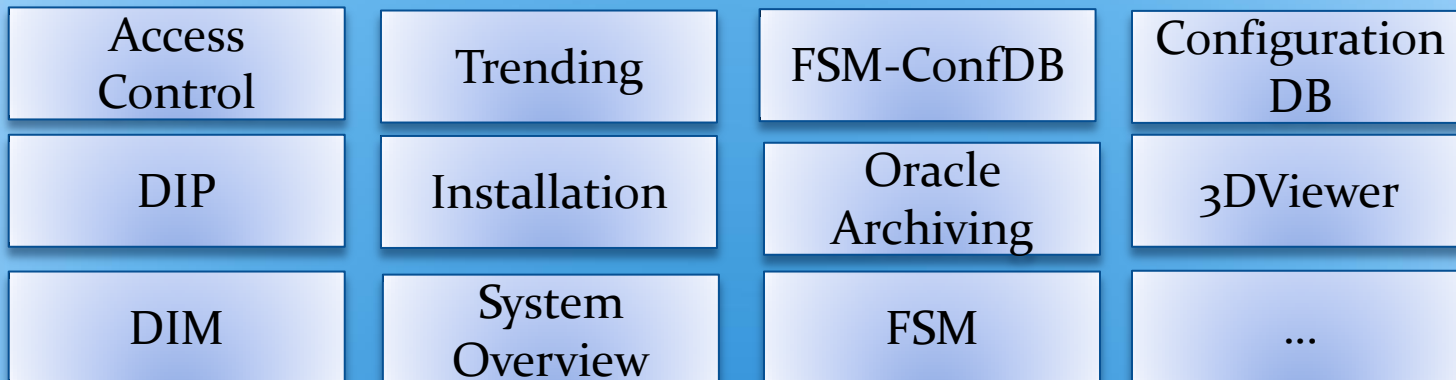 Access
Control
Trending
FSM-ConfDB
Configuration
DB
DIP
Installation
Oracle
Archiving
3DViewer
DIM
System
Overview
FSM
...